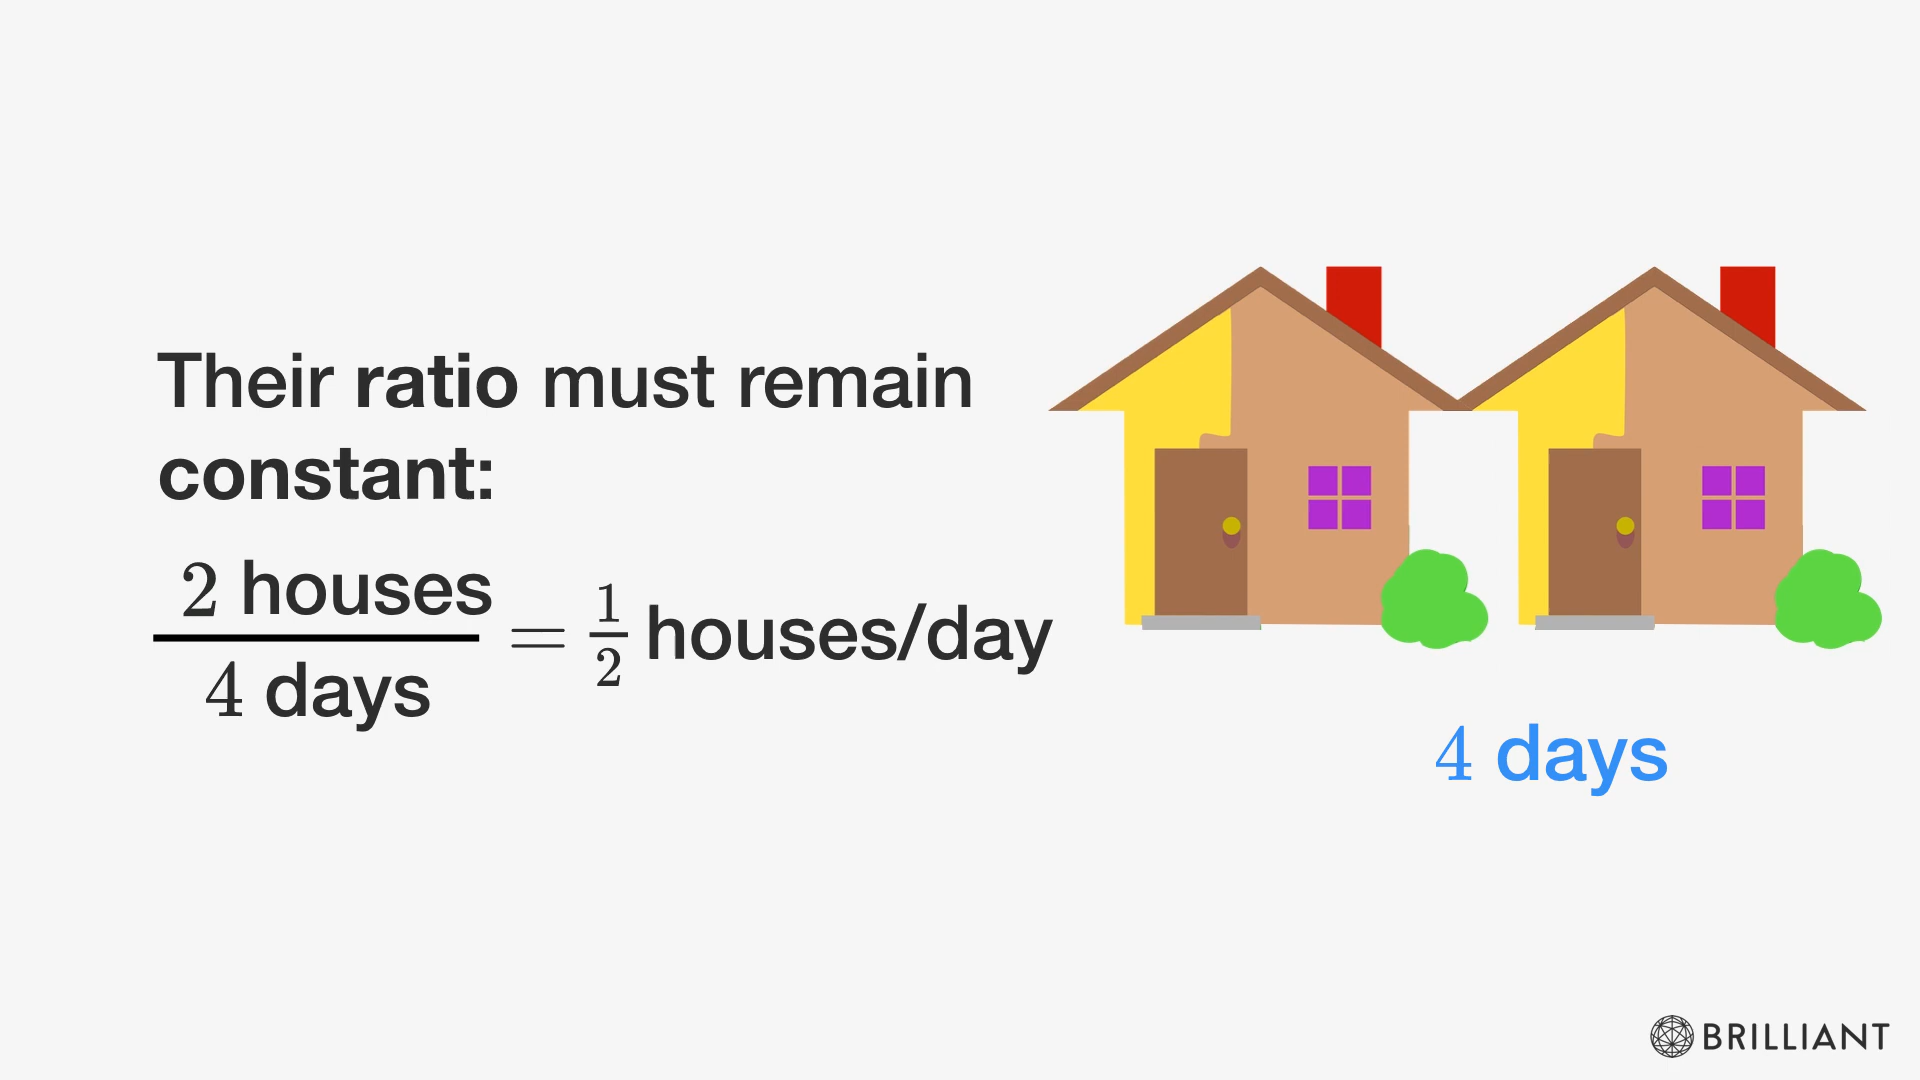 Their ratio must remain
constant:
2 houses
4 days
= 1/2 houses/day
4 days
BRILLIANT